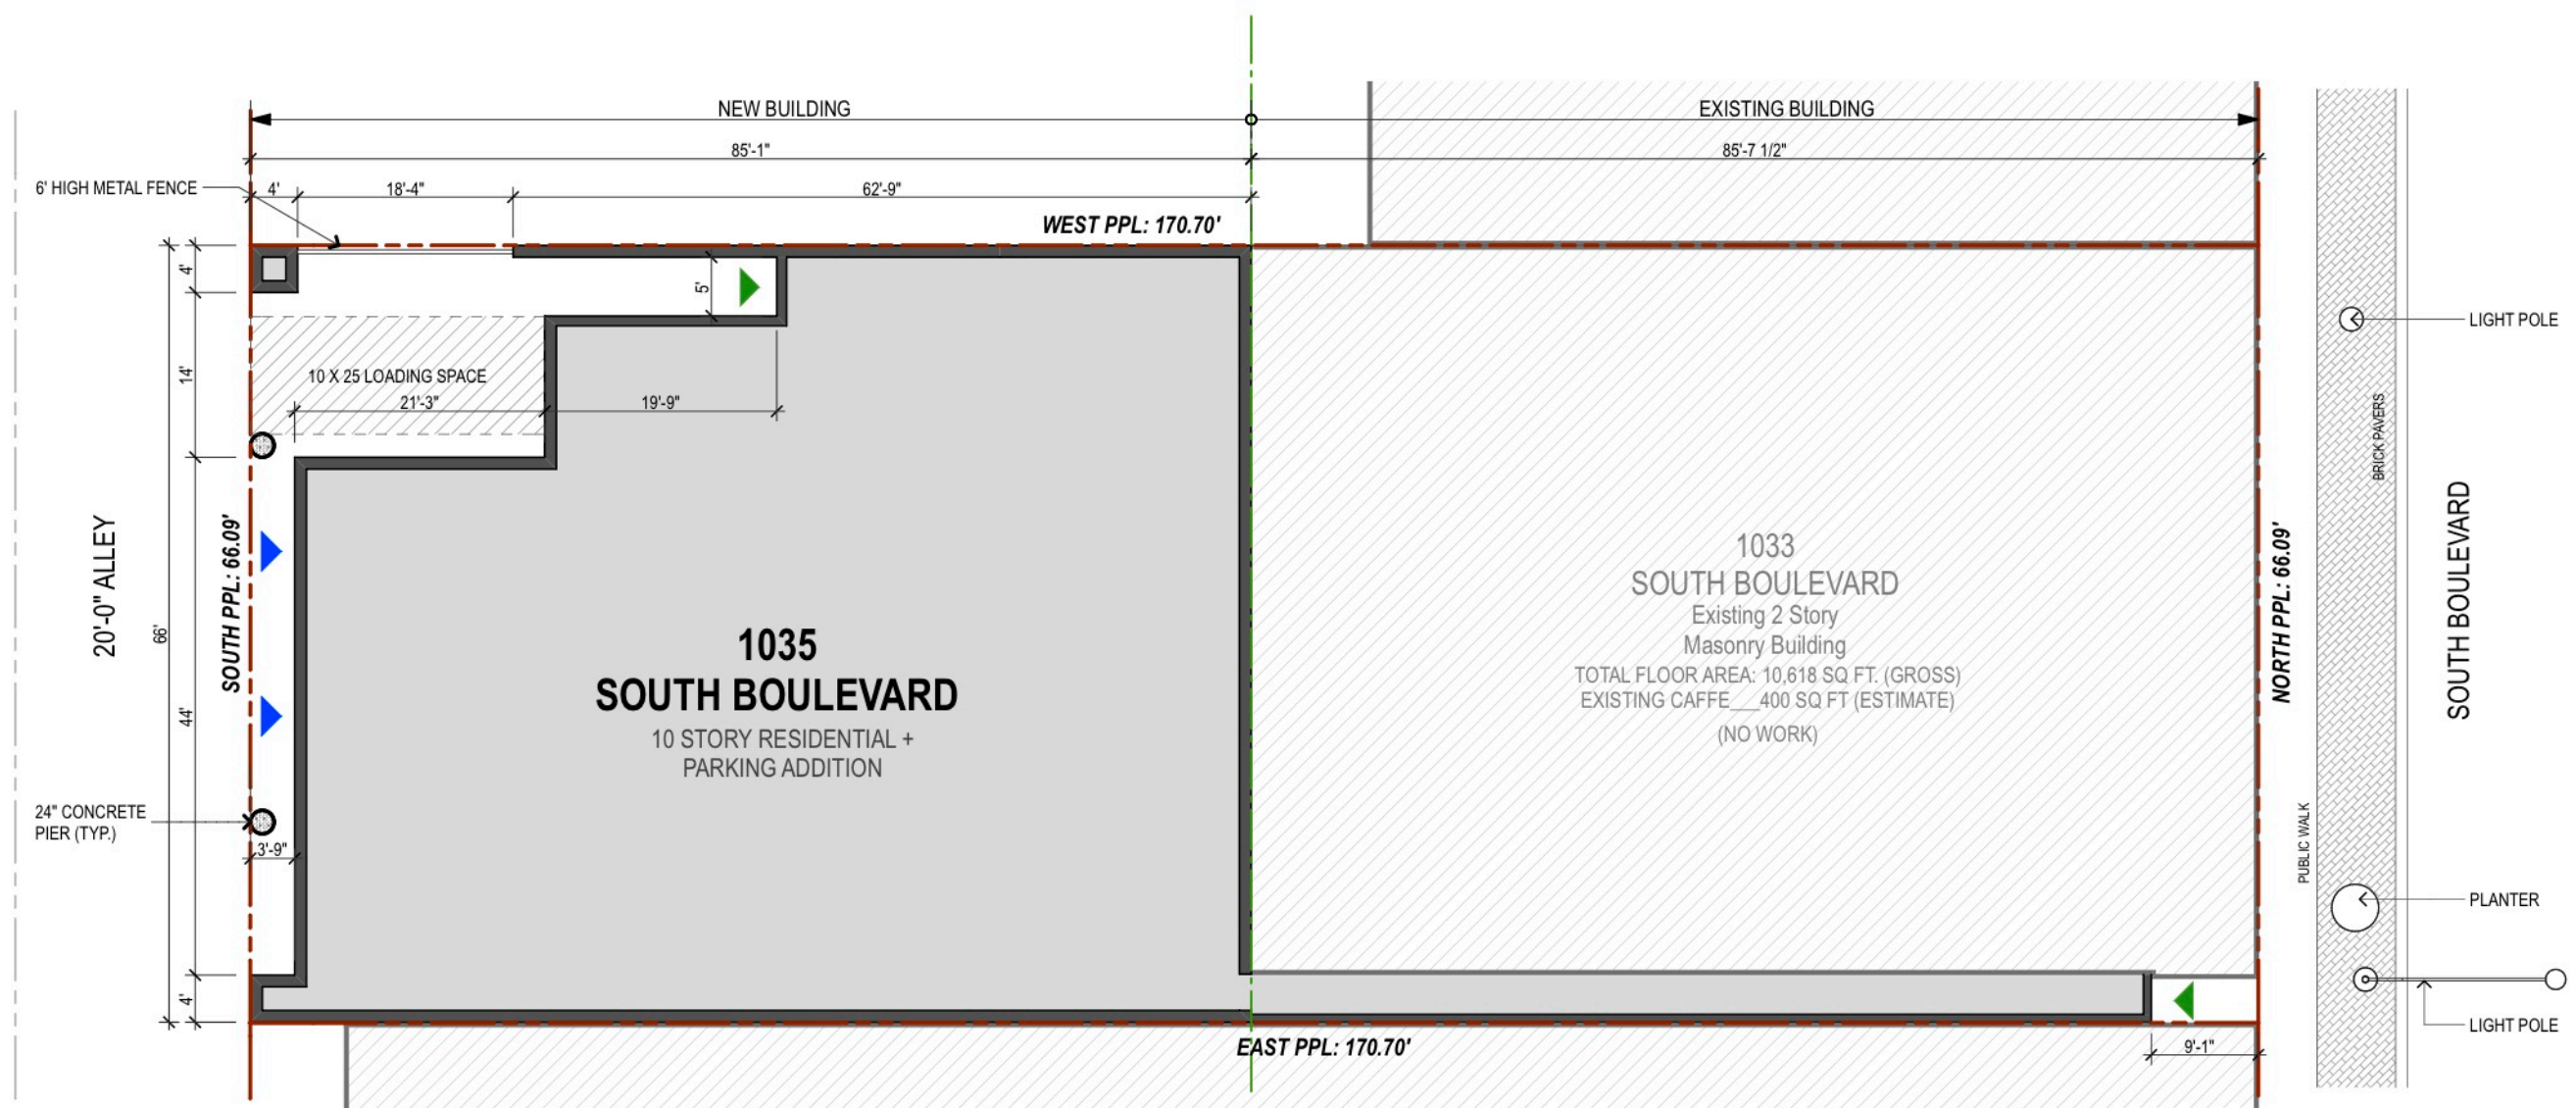 NEW BUILDING
EXISTING BUILDING
85'-1"
85'-7 1/2"
6' HIGH METAL FENCE
4'
18'-4"
62'-9"
WEST PPL: 170.70'
4'
5'
LIGHT POLE
14'
10 X 25 LOADING SPACE
21'-3"
19'-9"
BRICK PAVERS
20'-0" ALLEY
SOUTH PPL: 66.09'
66'
44'
1035
SOUTH BOULEVARD
10 STORY RESIDENTIAL +
PARKING ADDITION
1033
SOUTH BOULEVARD
Existing 2 Story
Masonry Building
TOTAL FLOOR AREA: 10,618 SQ FT. (GROSS)
EXISTING CAFFE___400 SQ FT (ESTIMATE)
(NO WORK)
NORTH PPL: 66.09'
SOUTH BOULEVARD
24" CONCRETE
PIER (TYP.)
3'-9"
PUBLIC WALK
PLANTER
4'
LIGHT POLE
EAST PPL: 170.70'
9'-1"